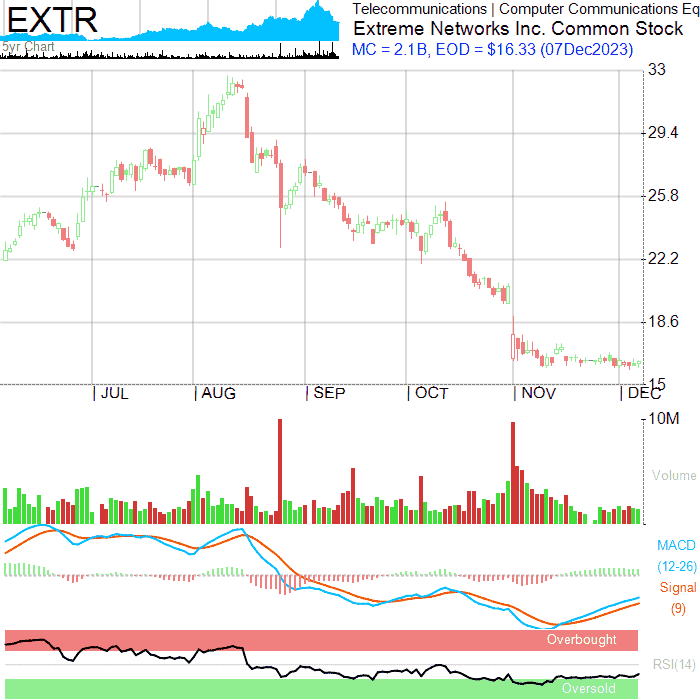 EXTR
5yr Chart
Telecommunications | Computer Communications Eq
Extreme Networks Inc. Common Stock
MC = 2.1B, EOD = $16.33 (07Dec2023)
33
29.4
25.8
22.2
18.6
15
JUL
AUG
SEP
OCT
NOV
DEC
10M
Volume
MACD
(12-26)
Signal
(9)
Overbought
RSI(14)
Oversold